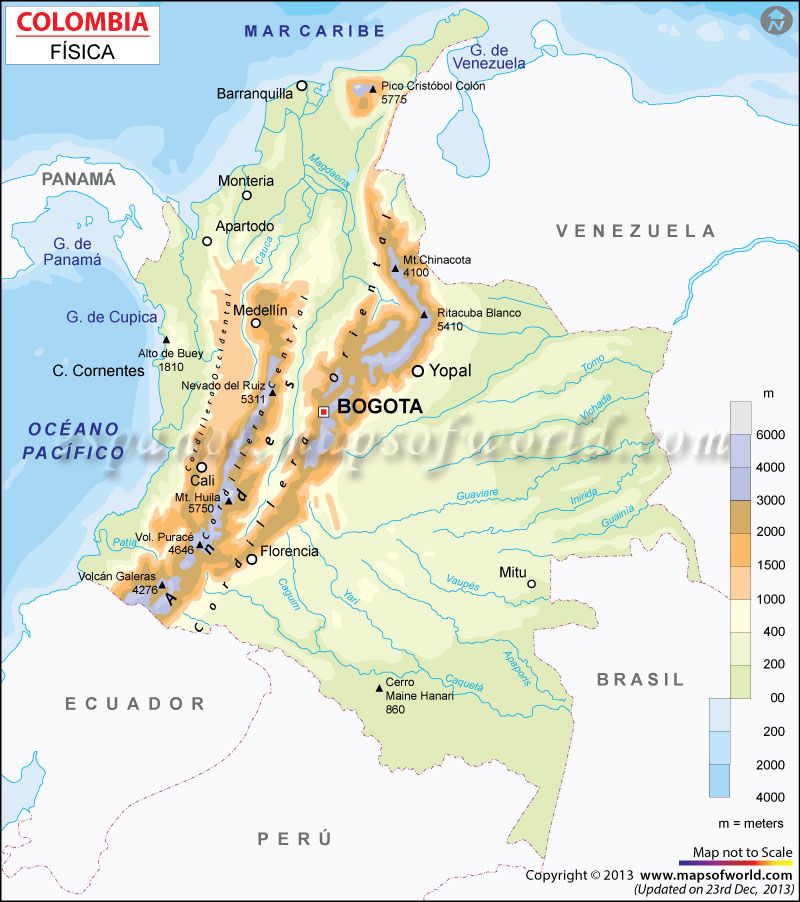 COLOMBIA
FÍSICA
MAR CARIBE
N
G. de
Venezuela
Barranquilla
Pico Cristóbol Colón
5775
Magdaena
PANAMÁ
Monteria
Apartodo
VENEZUELA
G. de
Panamá
Cauca
Mt.Chinacota
4100
G. de Cupica
Medellín
Ritacuba Blanco
5410
Alto de Buey
1810
C. Cornentes
Nevado del Ruiz
5311
Yopal
Tomo
Vichada
BOGOTA
OCÉANO
PACÍFICO
espanol.mapsofworld.com
Cordillera Occidental
Cordillera Central
Cordillera Oriental
Andes
Cali
Mt. Huila
5750
Guaviare
Inirida
Guainía
Patía
Vol. Puracé
4646
Florencia
Volcán Galeras
4276
Mitu
Vaupés
Caguim
Yari
Apaporis
Caquetá
Cerro
Maine Hanari
860
ECUADOR
BRASIL
PERÚ
m
6000
4000
3000
2000
1500
1000
400
200
00
200
2000
4000
m = meters
Map not to Scale
Copyright © 2013 www.mapsofworld.com
(Updated on 23rd Dec, 2013)